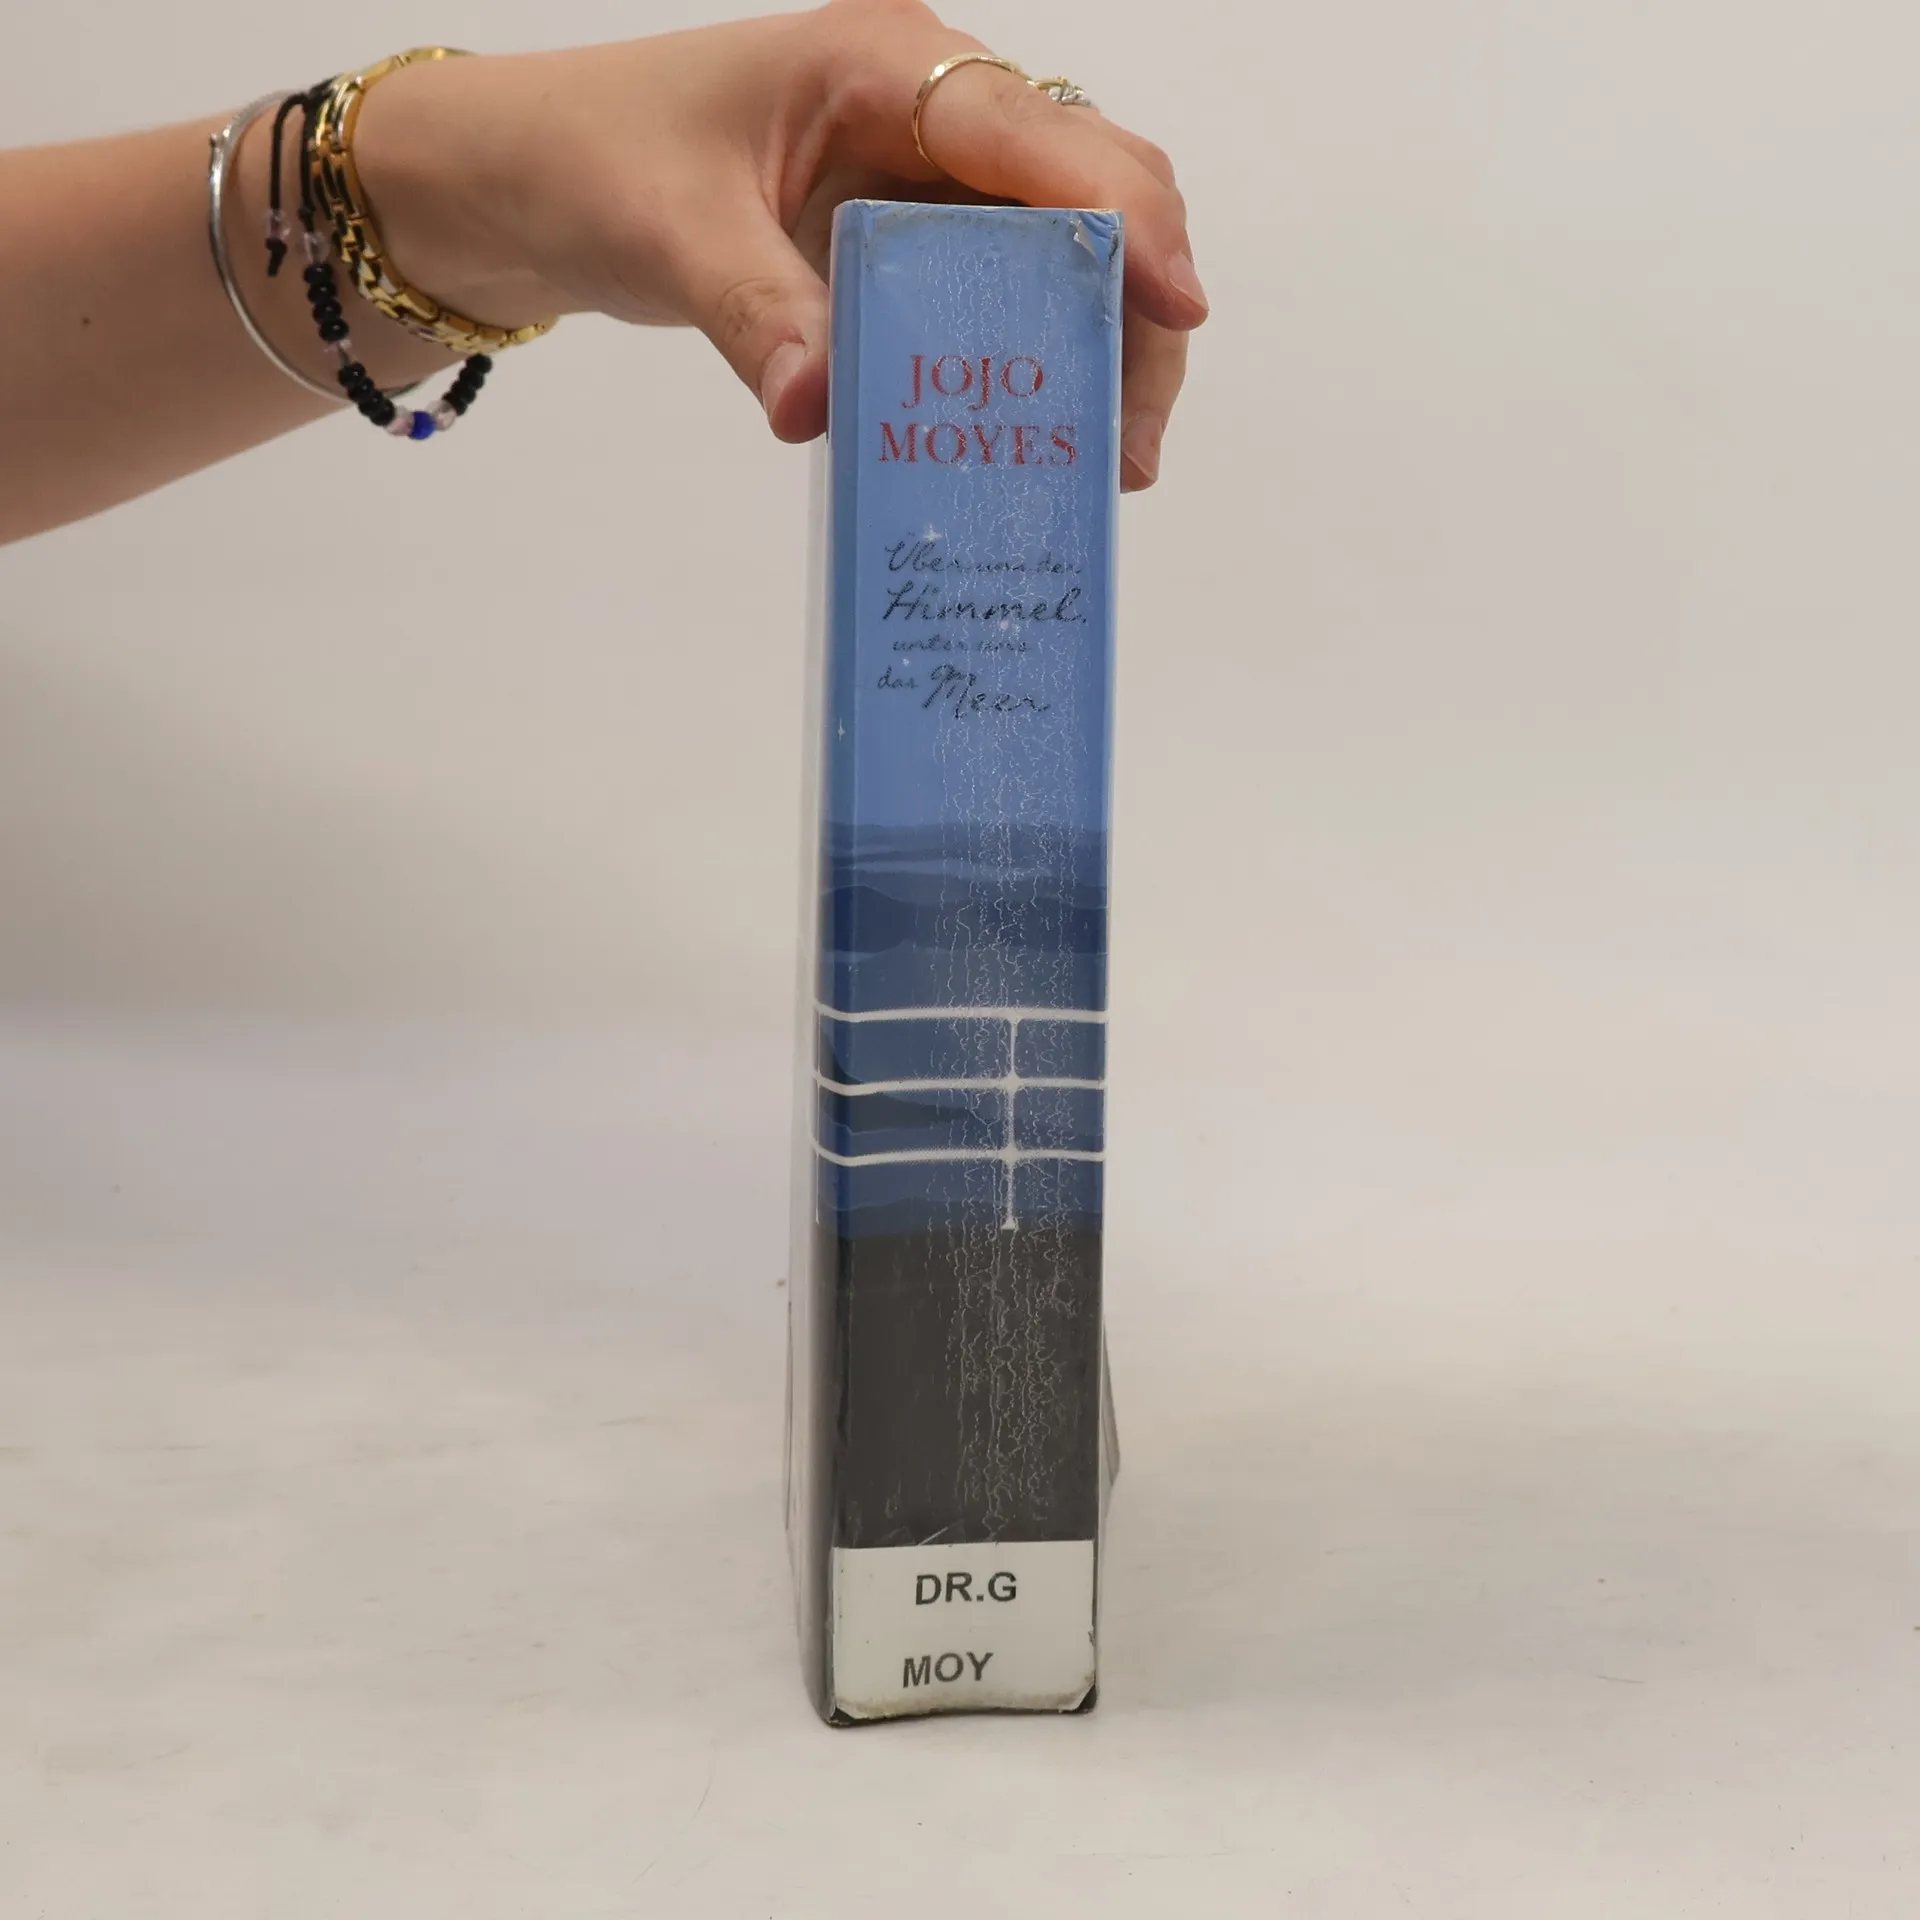 JOJO
MOYES
Über uns der
Himmel,
unter uns
das Meer
DR.G
MOY